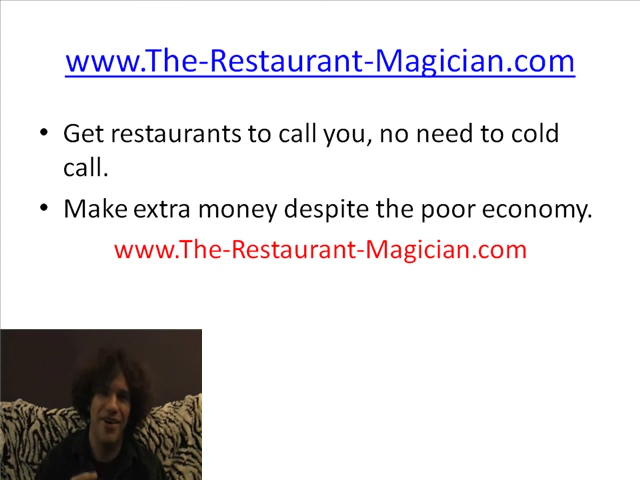 www.The-Restaurant-Magician.com
• Get restaurants to call you, no need to cold
call.
• Make extra money despite the poor economy.
www.The-Restaurant-Magician.com